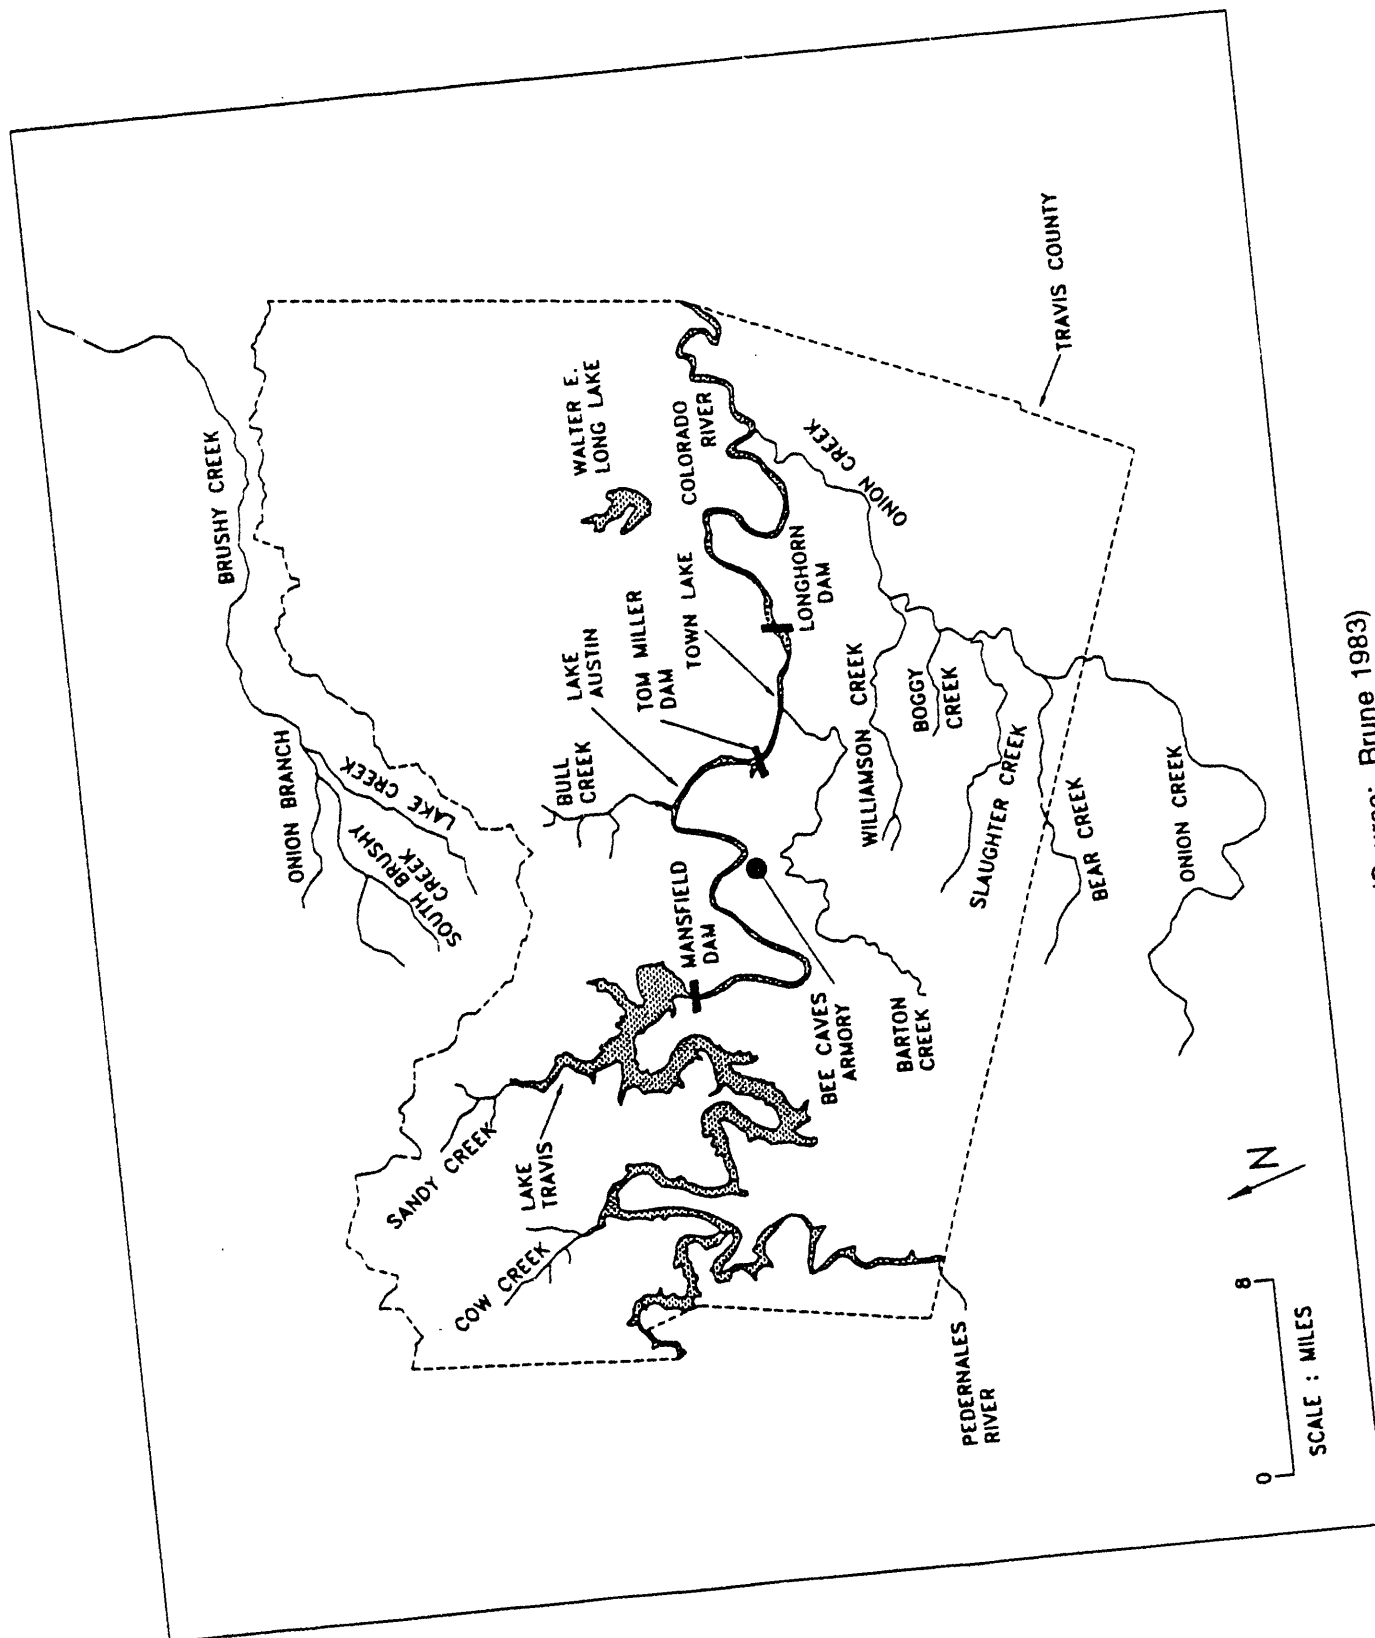 BRUSHY CREEK
ONION BRANCH
LAKE CREEK
SOUTH BRUSHY
CREEK
WALTER E.
LONG LAKE
COLORADO
RIVER
LAKE
AUSTIN
TOM MILLER
DAM
TOWN LAKE
BULL
CREEK
LONGHORN
DAM
ONION CREEK
TRAVIS COUNTY
MANSFIELD
DAM
WILLIAMSON CREEK
BOGGY
CREEK
SLAUGHTER CREEK
BEAR CREEK
ONION CREEK
SANDY CREEK
LAKE
TRAVIS
COW CREEK
BEE CAVES
ARMORY
BARTON
CREEK
PEDERNALES
RIVER
N
0 8
SCALE : MILES
Brune 1983)